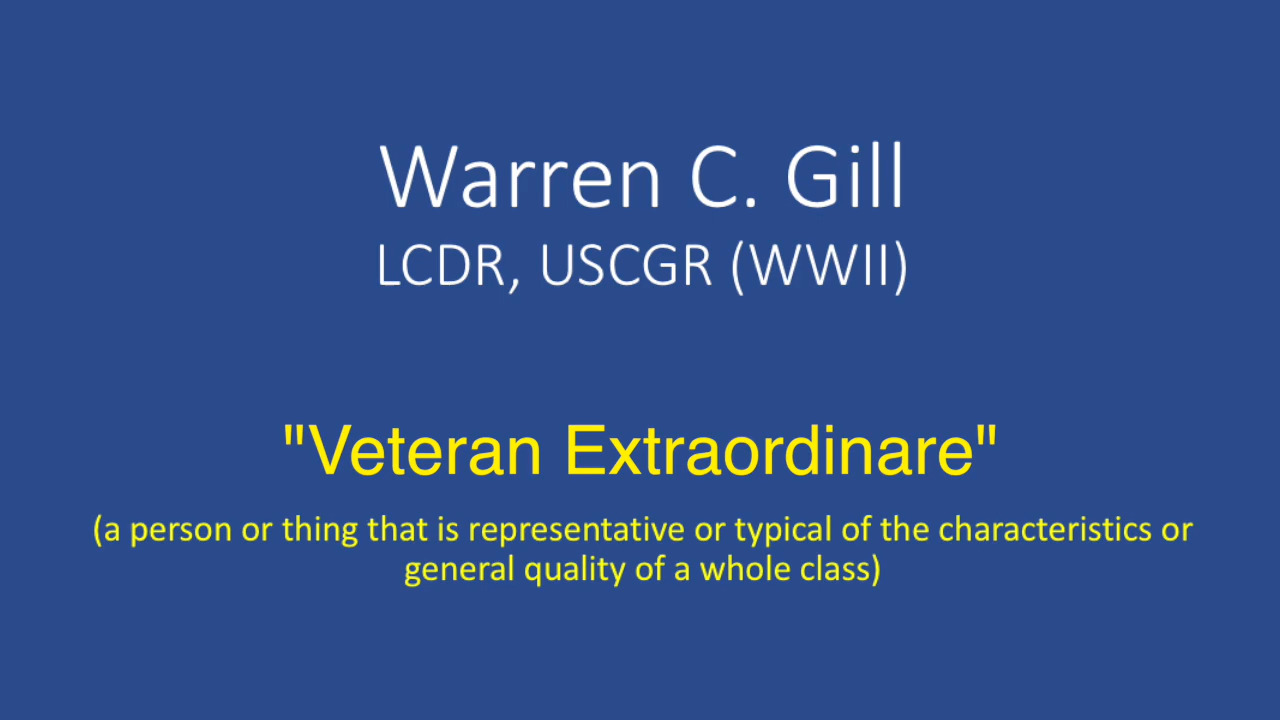 Warren C. Gill
LCDR, USCGR (WWII)
"Veteran Extraordinare"
(a person or thing that is representative or typical of the characteristics or
general quality of a whole class)